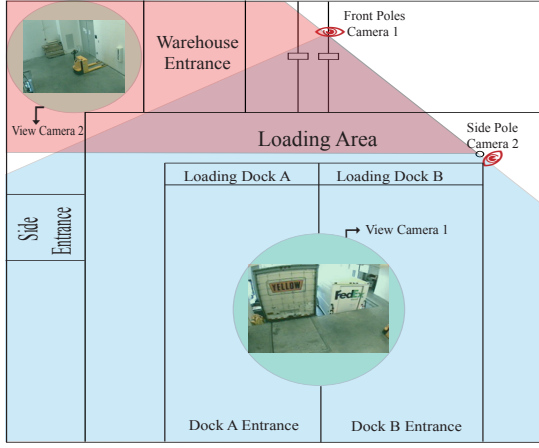 Front Poles
Camera 1
Warehouse
Entrance
View Camera 2
Side Pole
Camera 2
Loading Area
Loading Dock A
Loading Dock B
Side
Entrance
View Camera 1
YELLOW
FedEx
Dock A Entrance
Dock B Entrance